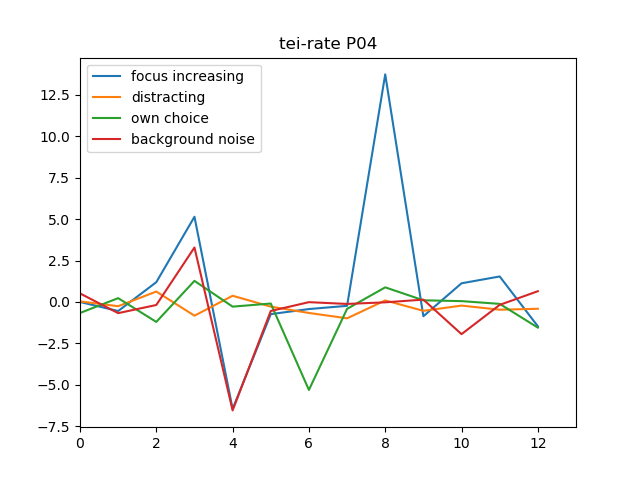 tei-rate P04
focus increasing
distracting
own choice
background noise
12.5
10.0
7.5
5.0
2.5
0.0
−2.5
−5.0
−7.5
0 2 4 6 8 10 12